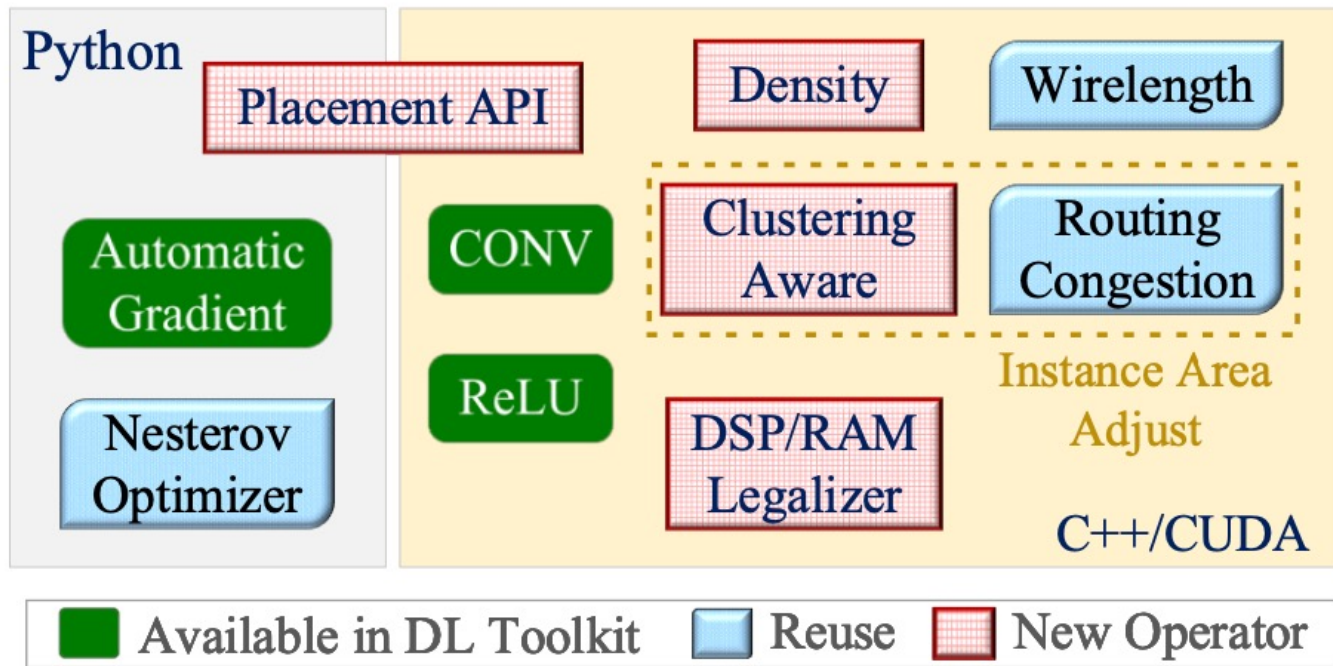 Python
Placement API
Automatic
Gradient
Nesterov
Optimizer
Density
Wirelength
CONV
Clustering
Aware
Routing
Congestion
ReLU
Instance Area
Adjust
DSP/RAM
Legalizer
C++/CUDA
Available in DL Toolkit
Reuse
New Operator